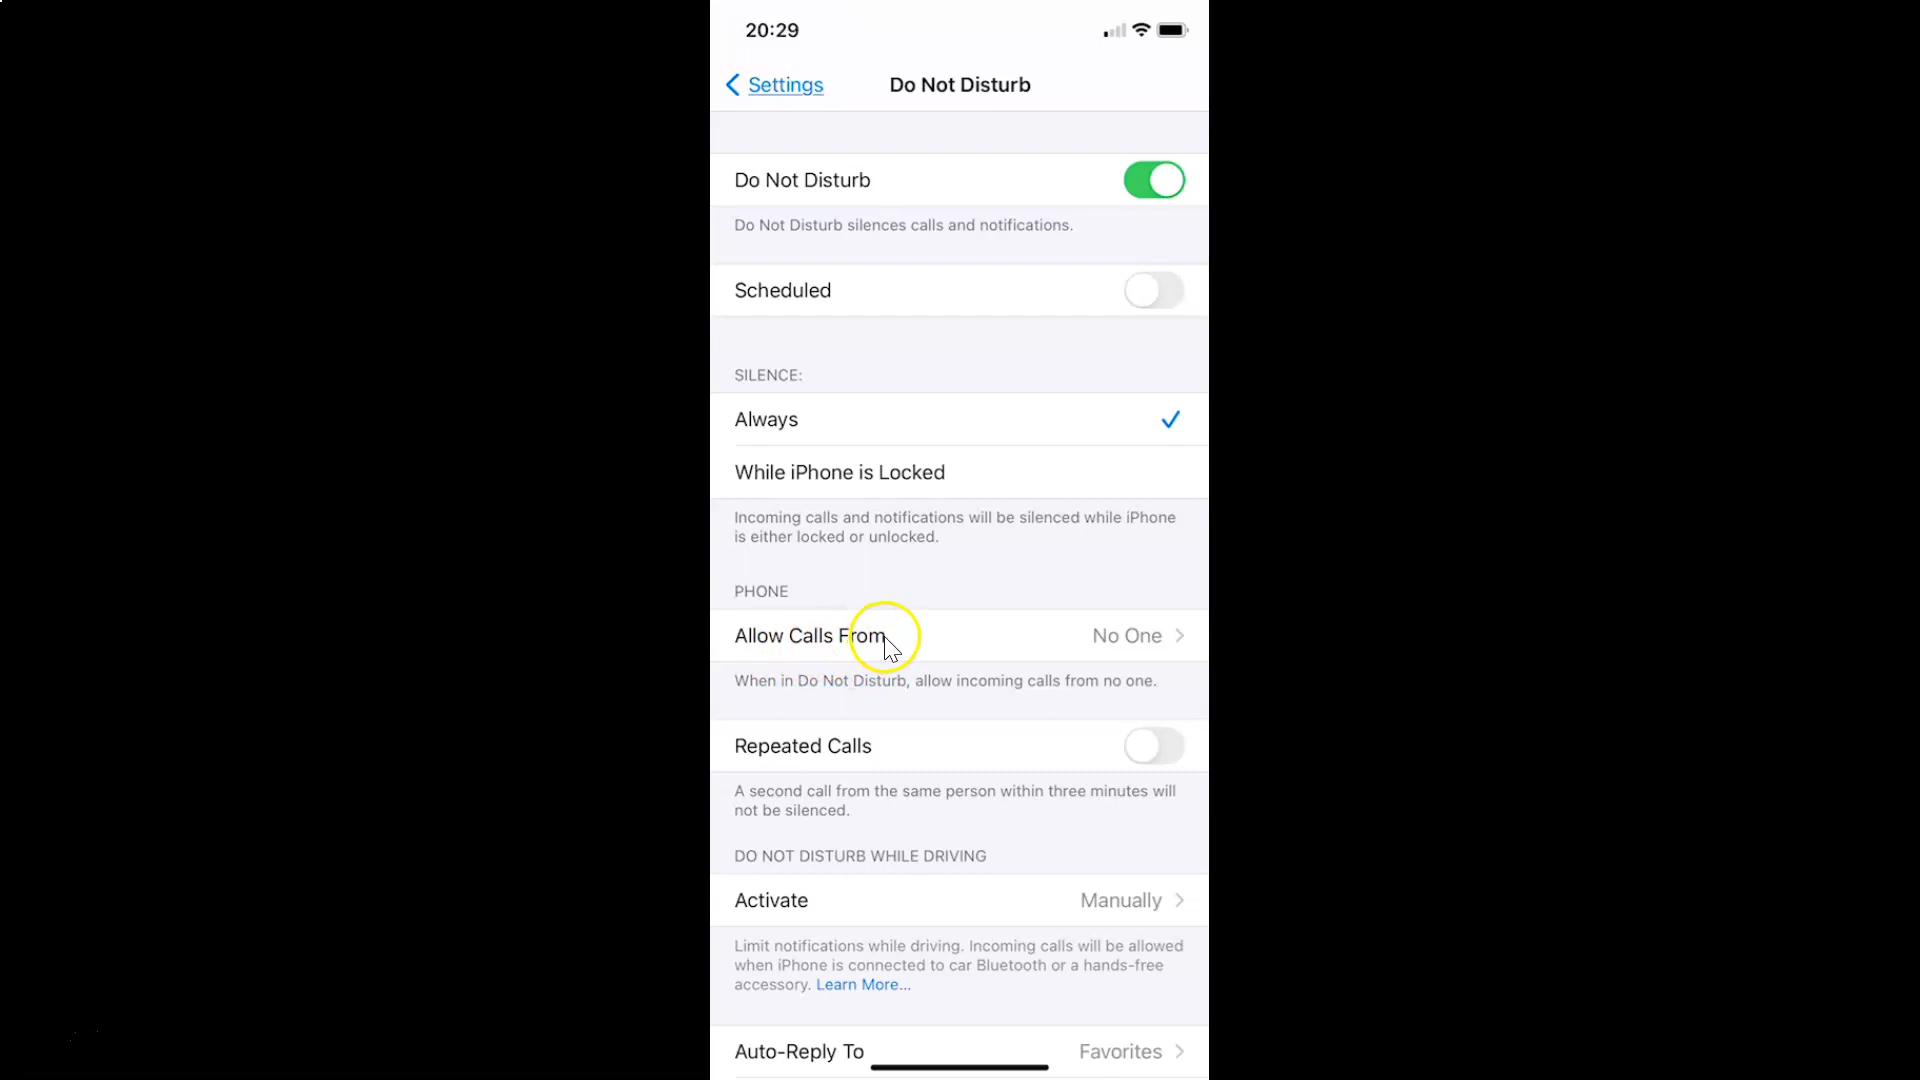 20:29
Settings
Do Not Disturb
Do Not Disturb
Do Not Disturb silences calls and notifications.
Scheduled
SILENCE:
Always
While iPhone is Locked
Incoming calls and notifications will be silenced while iPhone
is either locked or unlocked.
PHONE
Allow Calls From No One
When in Do Not Disturb, allow incoming calls from no one.
Repeated Calls
A second call from the same person within three minutes will
not be silenced.
DO NOT DISTURB WHILE DRIVING
Activate Manually
Limit notifications while driving. Incoming calls will be allowed
when iPhone is connected to car Bluetooth or a hands-free
accessory. Learn More...
Auto-Reply To Favorites